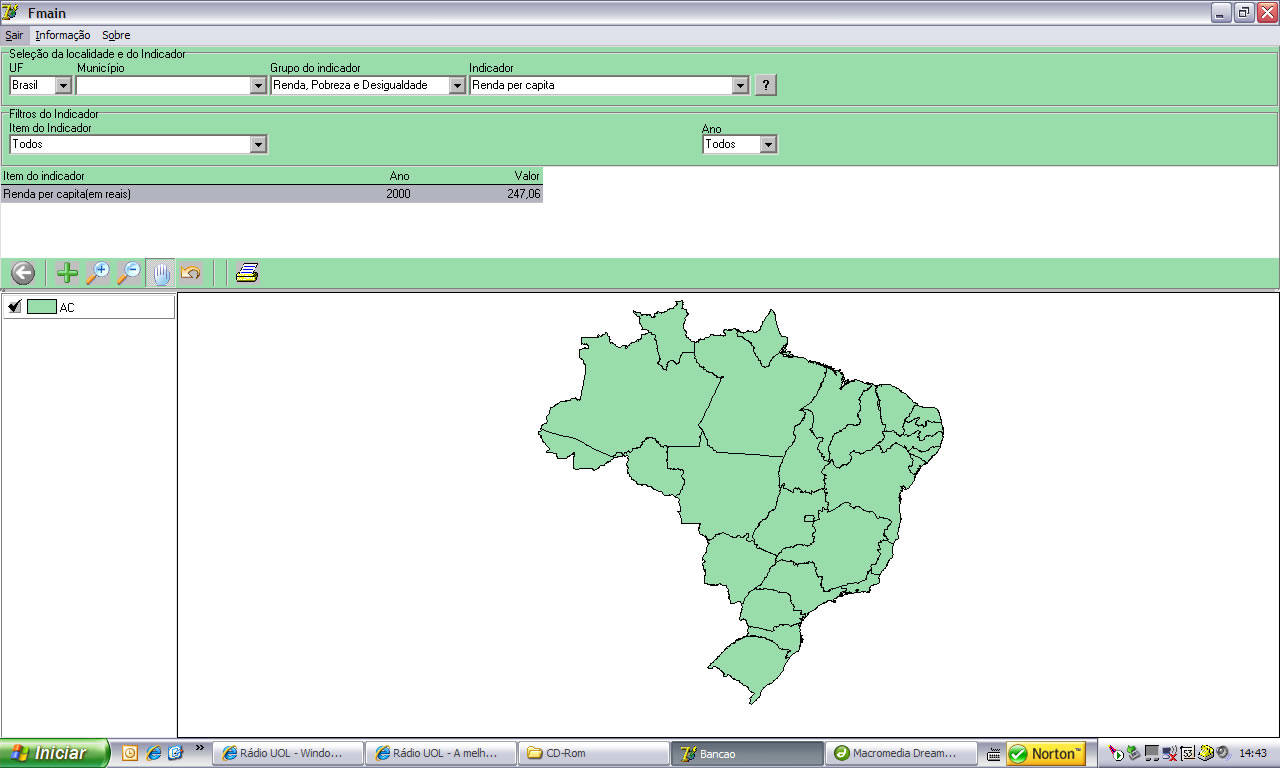 Fmain
Sair Informação Sobre
Seleção da localidade e do Indicador
UF Município Grupo do indicador Indicador
Brasil Renda, Pobreza e Desigualdade Renda per capita ?
Filtros do Indicador
Item do Indicador Ano
Todos Todos
Item do indicador Ano Valor
Renda per capita(em reais) 2000 247,06
AC
Iniciar » Rádio UOL - Windo... Rádio UOL - A melh... CD-Rom Bancao Macromedia Dream... Norton™ 14:43